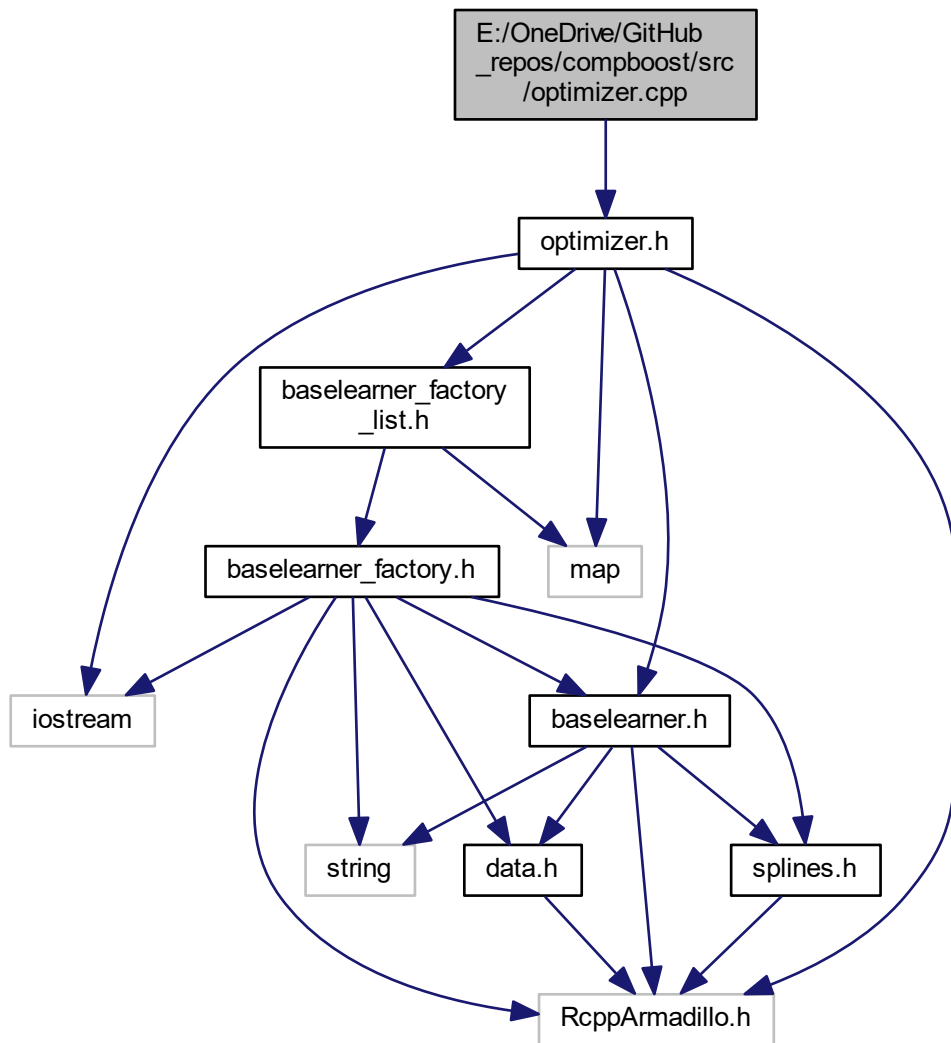 E:/OneDrive/GitHub
_repos/compboost/src
/optimizer.cpp
optimizer.h
baselearner_factory
_list.h
baselearner_factory.h
map
iostream
baselearner.h
string
data.h
splines.h
RcppArmadillo.h